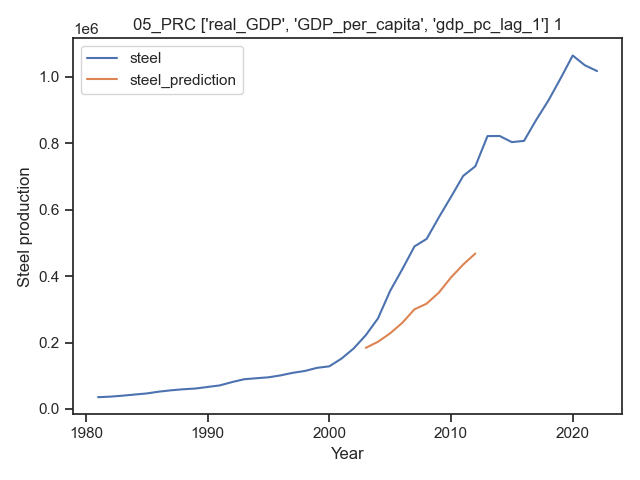 05_PRC ['real_GDP', 'GDP_per_capita', 'gdp_pc_lag_1'] 1
1e6
steel
steel_prediction
1.0
0.8
0.6
0.4
0.2
0.0
Steel production
1980 1990 2000 2010 2020
Year